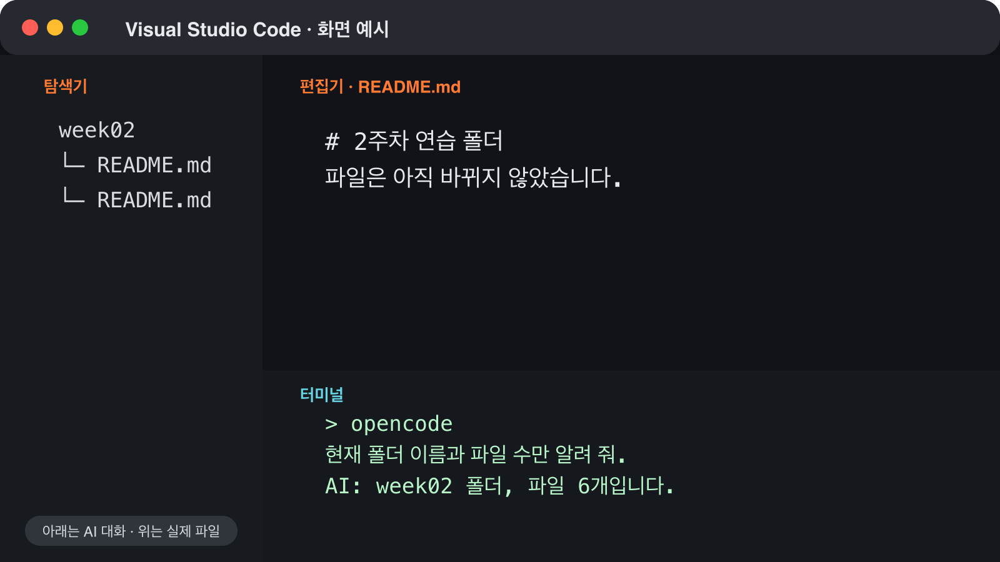 Visual Studio Code · 화면 예시
탐색기
week02
└─ README.md
└─ README.md
편집기 · README.md
# 2주차 연습 폴더
파일은 아직 바뀌지 않았습니다.
터미널
> opencode
현재 폴더 이름과 파일 수만 알려 줘.
AI: week02 폴더, 파일 6개입니다.
아래는 AI 대화 · 위는 실제 파일